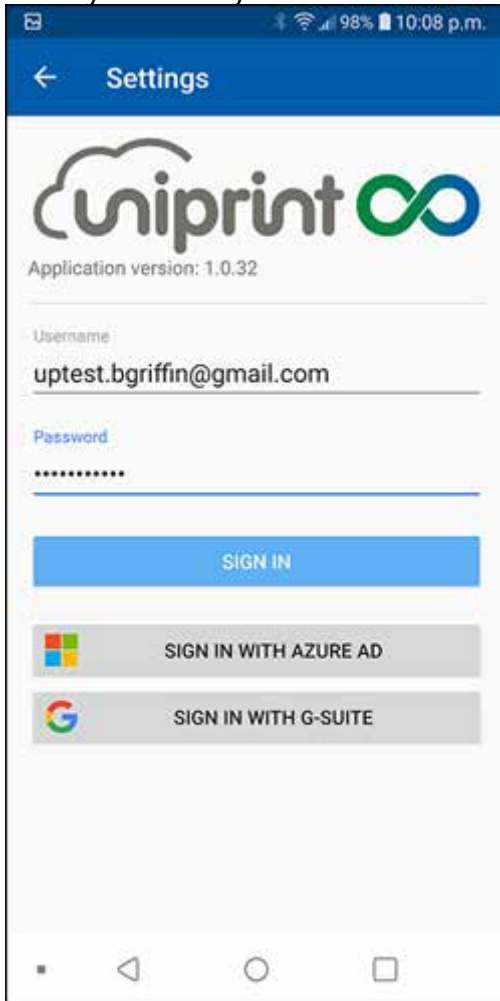 98% 10:08 p.m.
Settings
uniprint
Application version: 1.0.32
Username
uptest.bgriffin@gmail.com
Password
•••••••••••
SIGN IN
SIGN IN WITH AZURE AD
SIGN IN WITH G-SUITE